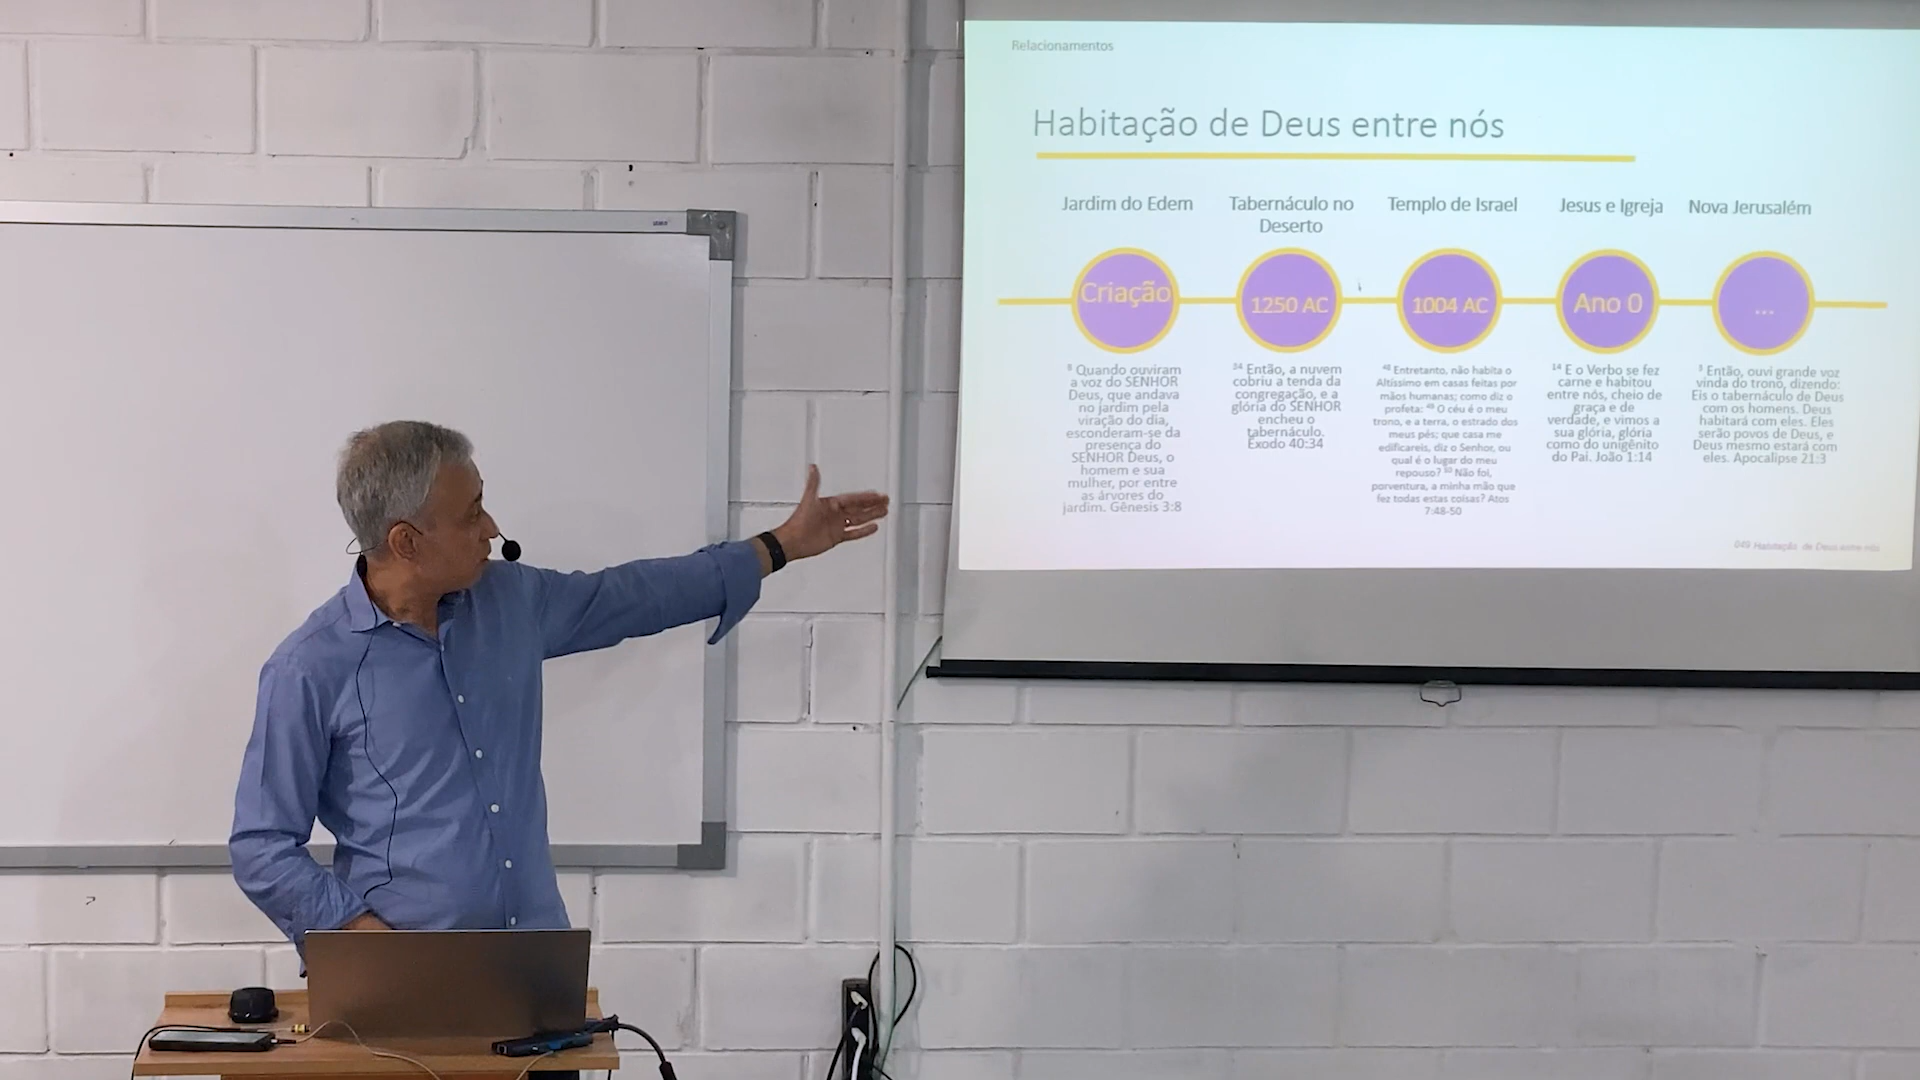 Relacionamentos
Habitação de Deus entre nós
Jardim do Edem
Tabernáculo no
Deserto
Templo de Israel
Jesus e Igreja
Nova Jerusalém
Criação
1250 AC
1004 AC
Ano 0
...
8 Quando ouviram
a voz do SENHOR
Deus, que andava
no jardim pela
viração do dia,
esconderam-se da
presença do
SENHOR Deus, o
homem e sua
mulher, por entre
as árvores do
jardim. Gênesis 3:8
34 Então, a nuvem
cobriu a tenda da
congregação, e a
glória do SENHOR
encheu o
tabernáculo.
Êxodo 40:34
48 Entretanto, não habita o
Altíssimo em casas feitas por
mãos humanas; como diz o
profeta: 49 O céu é o meu
trono, e a terra, o estrado dos
meus pés; que casa me
edificareis, diz o Senhor, ou
qual é o lugar do meu
repouso? 50 Não foi,
porventura, a minha mão que
fez todas estas coisas? Atos
7:48-50
14 E o Verbo se fez
carne e habitou
entre nós, cheio de
graça e de
verdade, e vimos a
sua glória, glória
como do unigênito
do Pai. João 1:14
3 Então, ouvi grande voz
vinda do trono, dizendo:
Eis o tabernáculo de Deus
com os homens. Deus
habitará com eles. Eles
serão povos de Deus, e
Deus mesmo estará com
eles. Apocalipse 21:3
049 Habitação de Deus entre nós